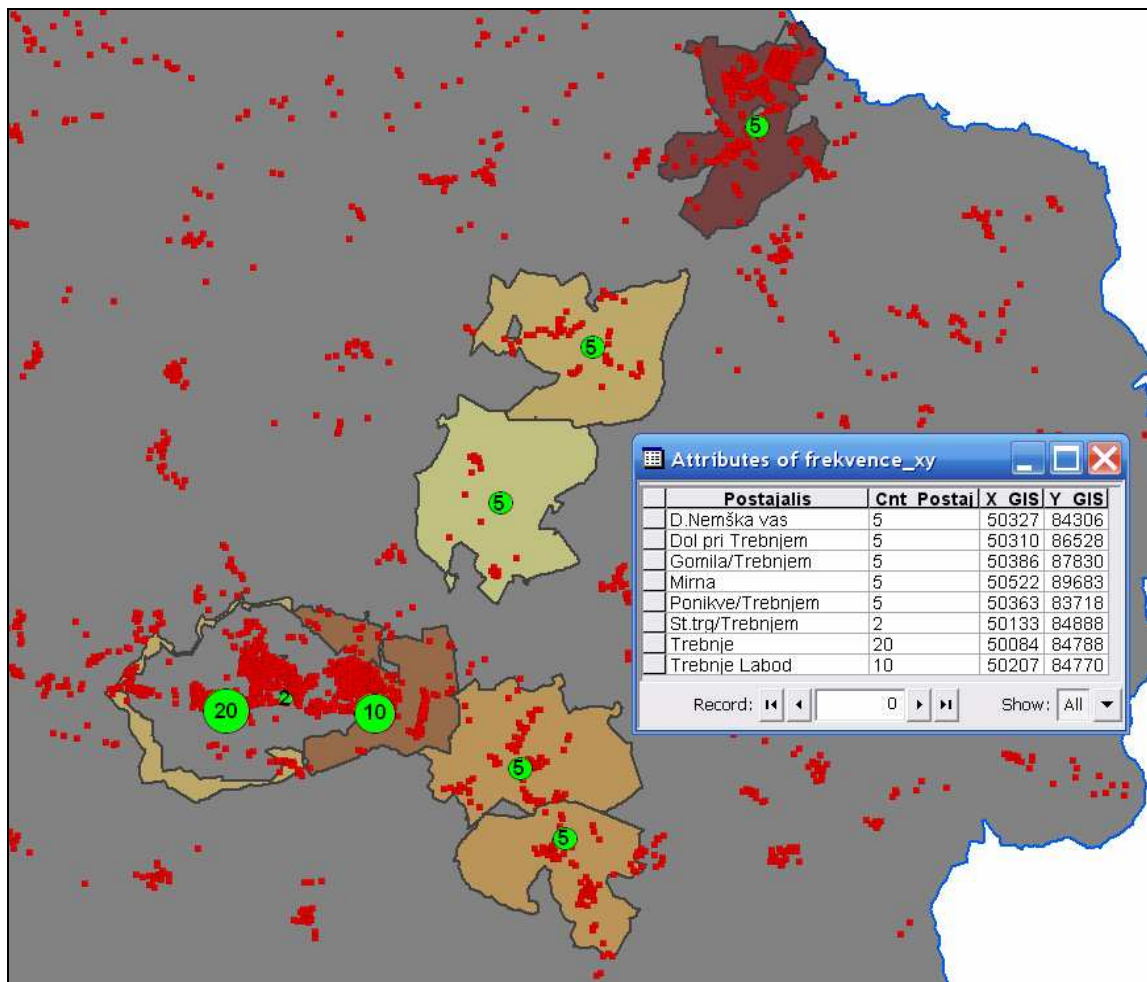 5
5
5
Attributes of frekvence_xy
Postajalis Cnt_Postaj X_GIS Y_GIS
D.Nemška vas 5 50327 84306
Dol pri Trebnjem 5 50310 86528
Gomila/Trebnjem 5 50386 87830
Mirna 5 50522 89683
Ponikve/Trebnjem 5 50363 83718
St.trg/Trebnjem 2 50133 84888
Trebnje 20 50084 84788
Trebnje Labod 10 50207 84770
Record: 0 Show: All
20 2 10
5
5